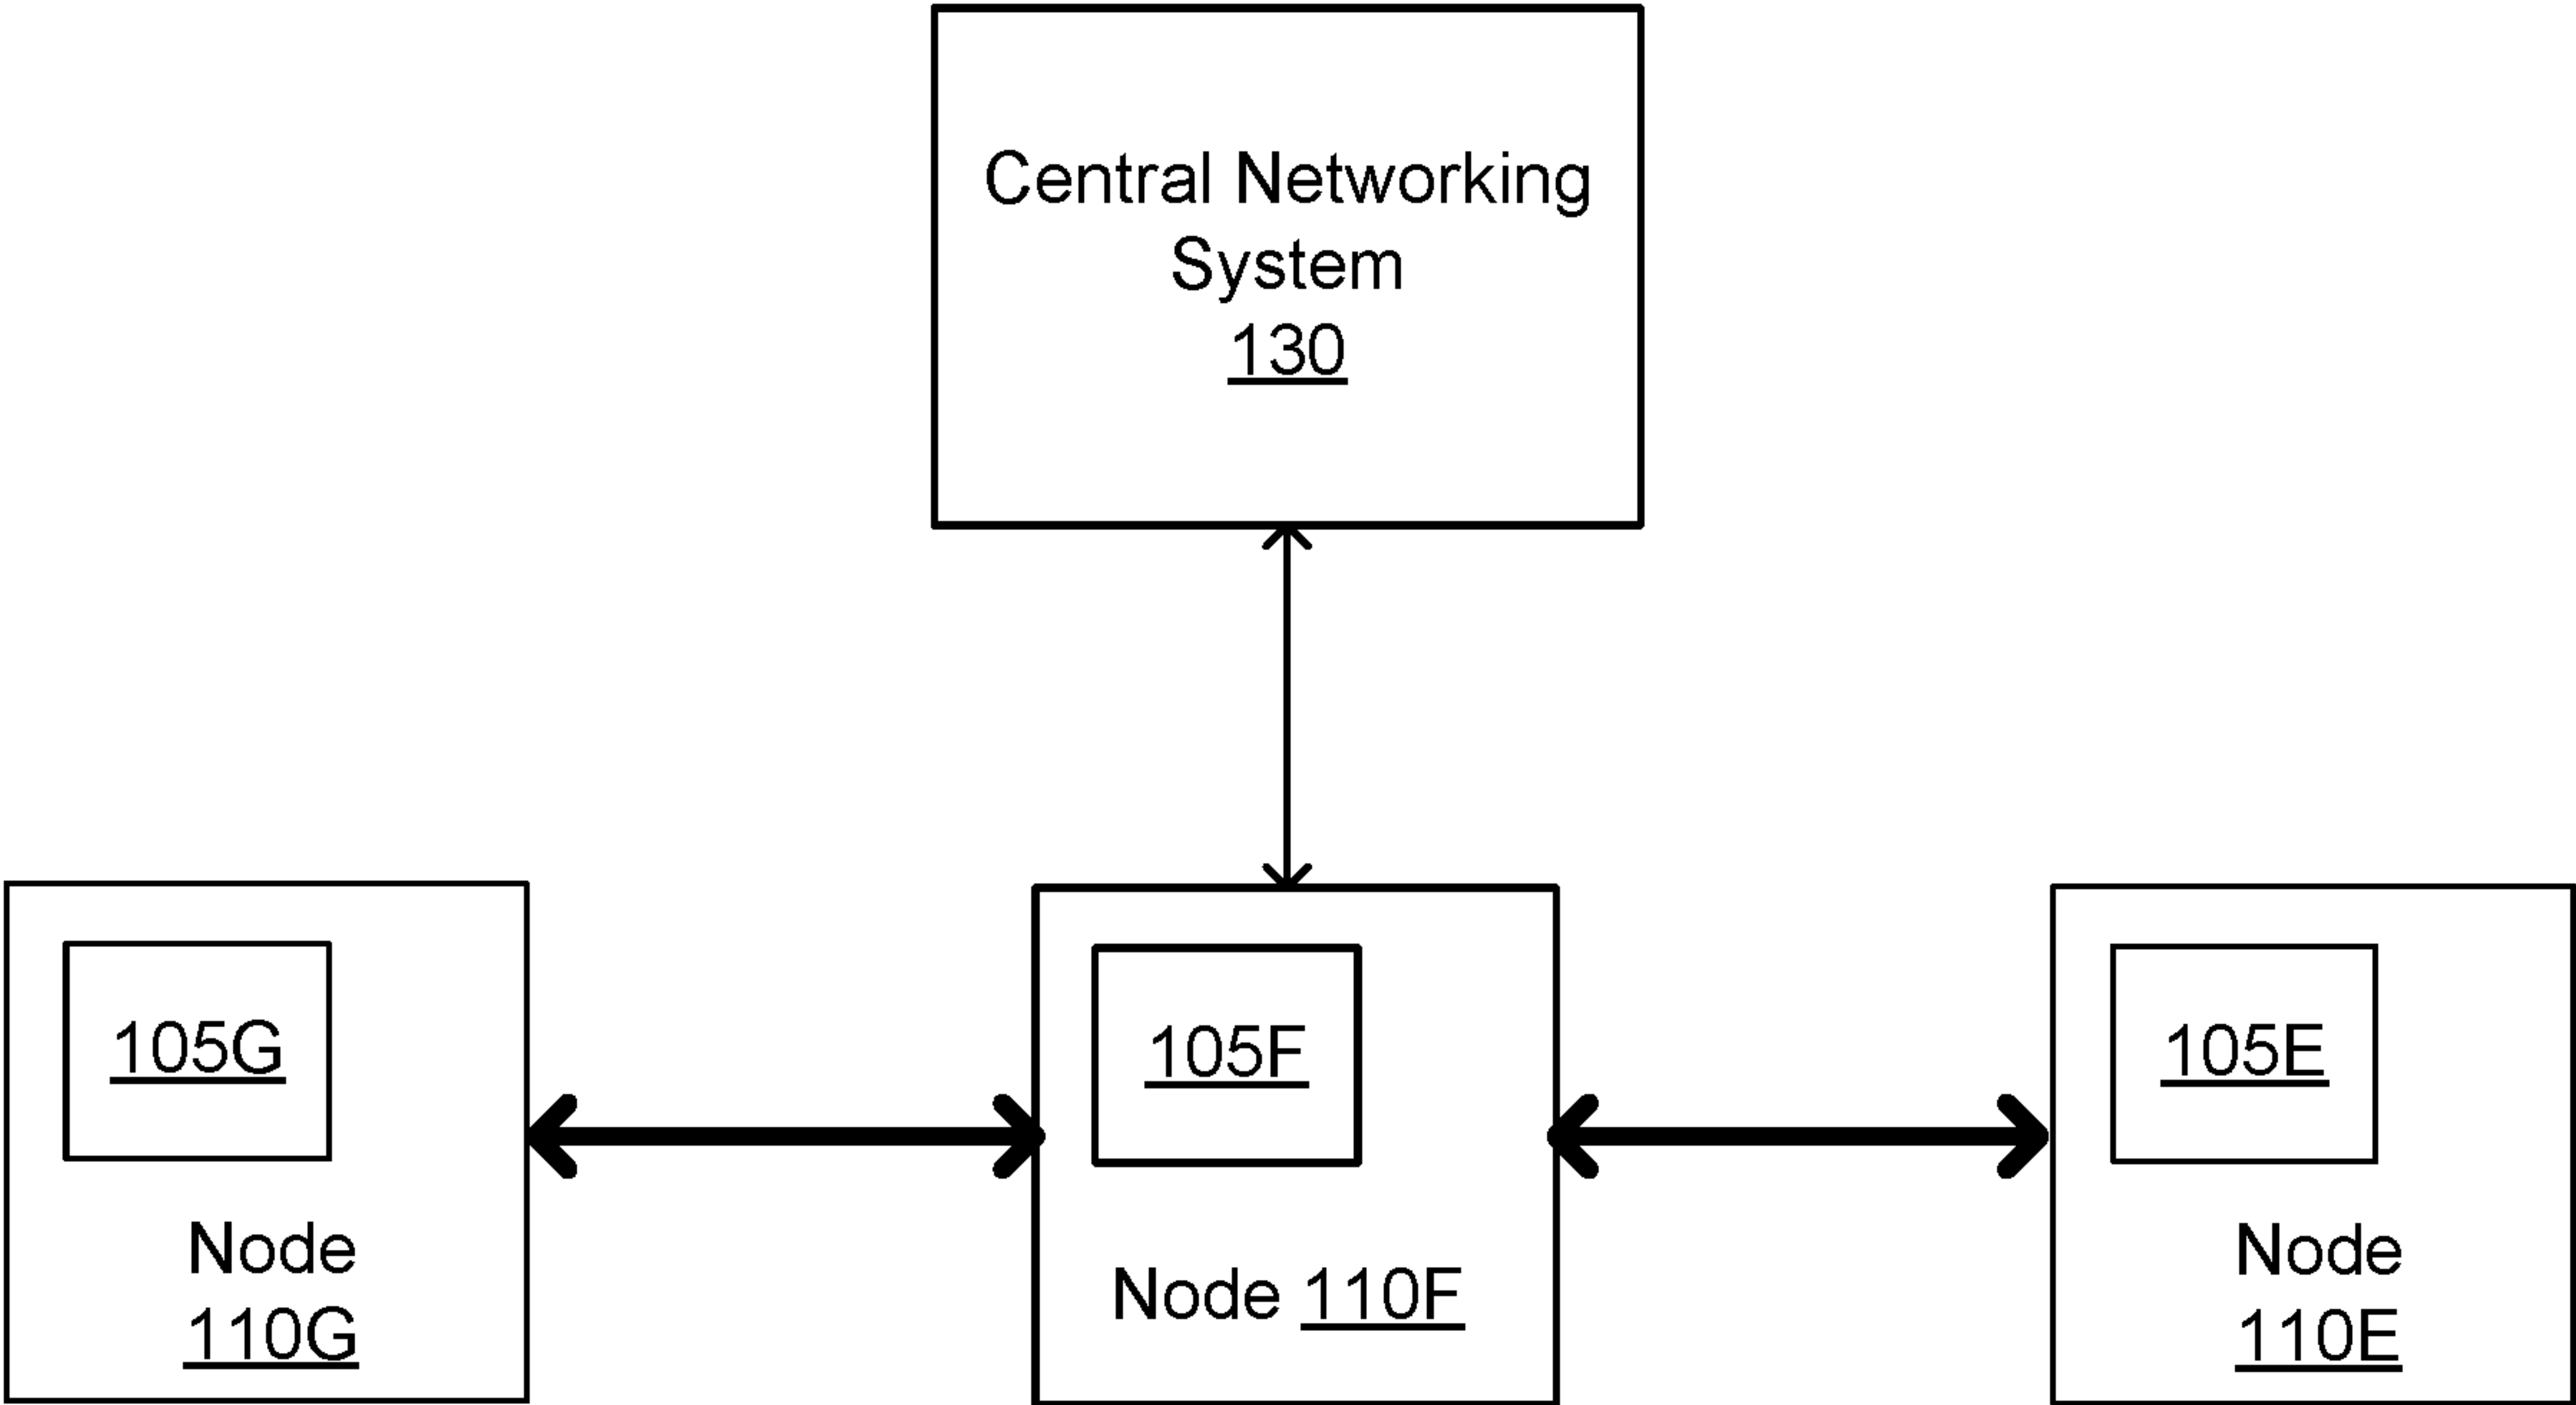 Central Networking
System
130
105G
Node
110G
105F
Node 110F
105E
Node
110E